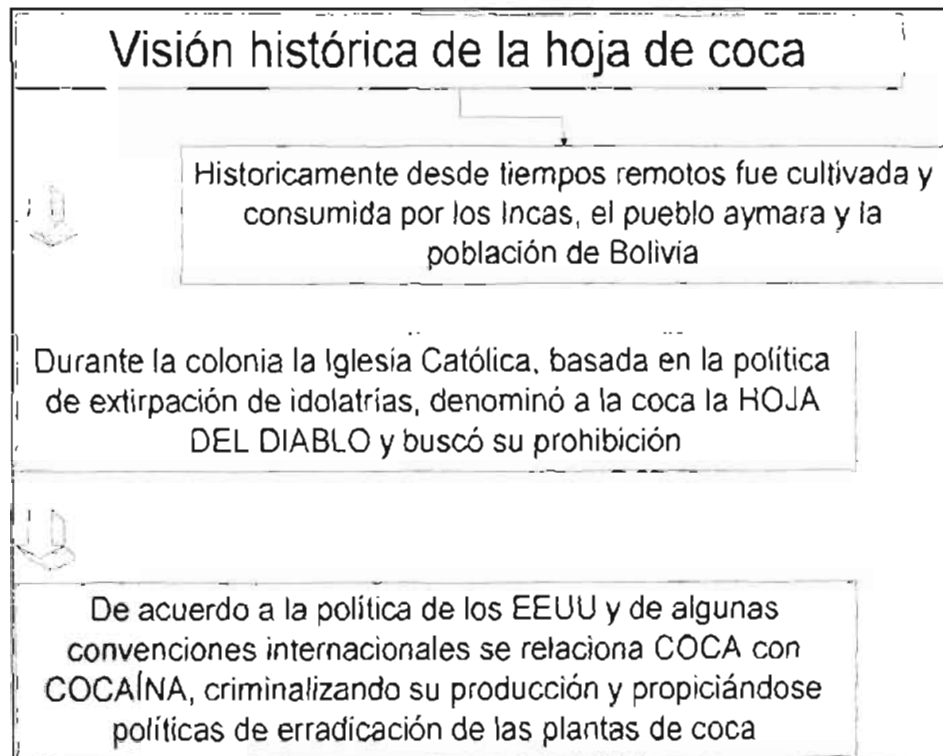 Visión histórica de la hoja de coca
Historicamente desde tiempos remotos fue cultivada y
consumida por los Incas, el pueblo aymara y la
población de Bolivia
Durante la colonia la Iglesia Católica, basada en la política
de extirpación de idolatrías, denominó a la coca la HOJA
DEL DIABLO y buscó su prohibición
De acuerdo a la política de los EEUU y de algunas
convenciones internacionales se relaciona COCA con
COCAÍNA, criminalizando su producción y propiciándose
políticas de erradicación de las plantas de coca